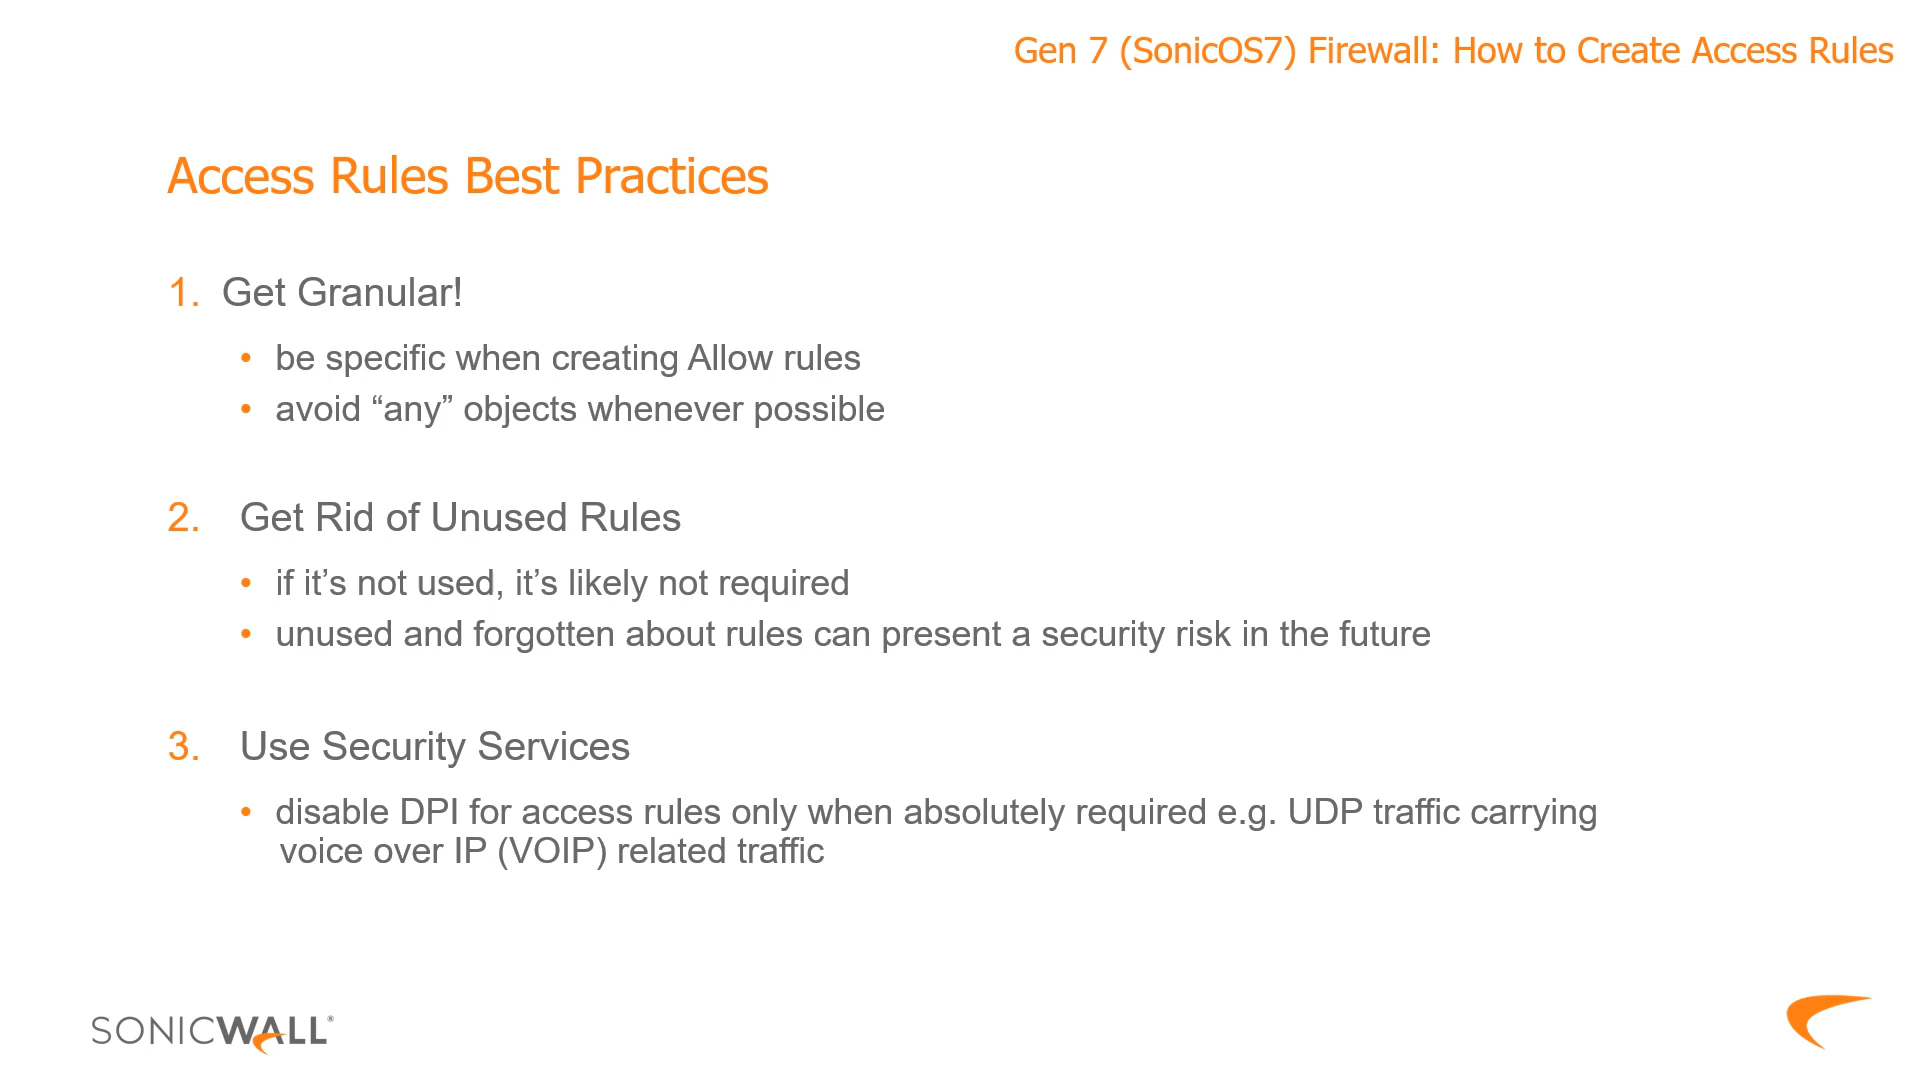 Gen 7 (SonicOS7) Firewall: How to Create Access Rules
Access Rules Best Practices
1. Get Granular!
• be specific when creating Allow rules
• avoid “any” objects whenever possible
2. Get Rid of Unused Rules
• if it’s not used, it’s likely not required
• unused and forgotten about rules can present a security risk in the future
3. Use Security Services
• disable DPI for access rules only when absolutely required e.g. UDP traffic carrying
voice over IP (VOIP) related traffic
SONICWALL®